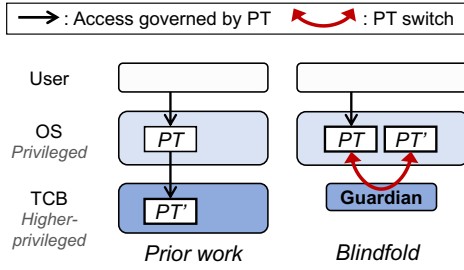 : Access governed by PT : PT switch
User
OS
Privileged
PT PT PT'
TCB
Higher-
privileged
PT' Guardian
Prior work Blindfold